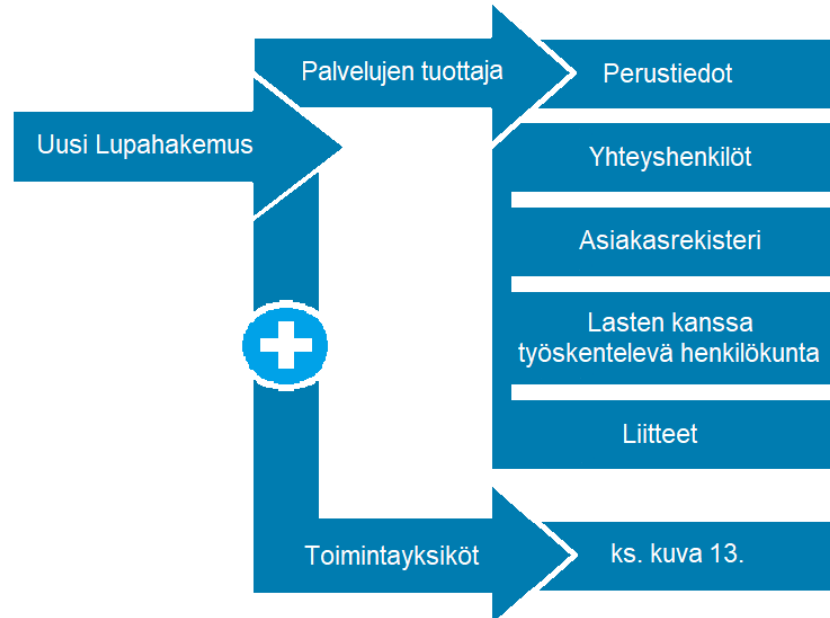 Palvelujen tuottaja
Perustiedot
Uusi Lupahakemus
Yhteyshenkilöt
Asiakasrekisteri
Lasten kanssa
työskentelevä henkilökunta
Liitteet
Toimintayksiköt
ks. kuva 13.